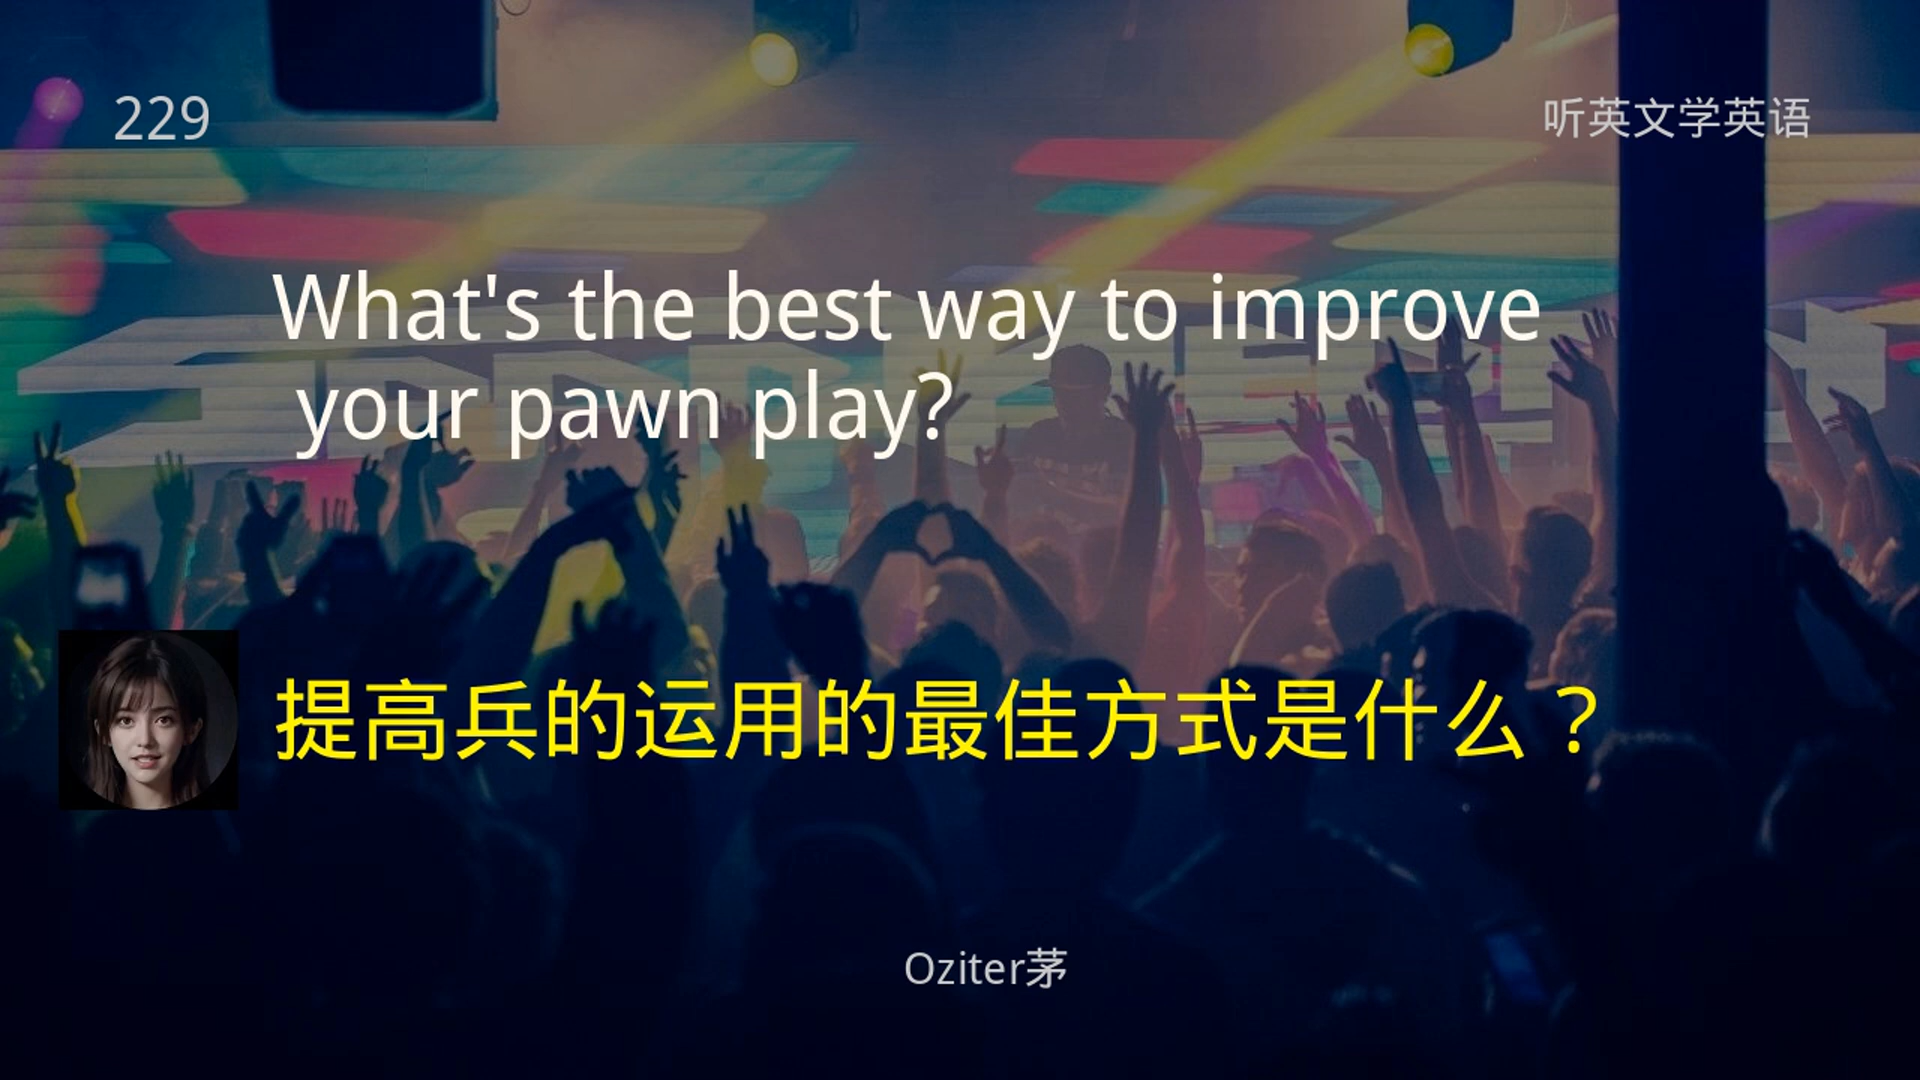 229
听英文学英语
What's the best way to improve
your pawn play?
提高兵的运用的最佳方式是什么？
Oziter茅